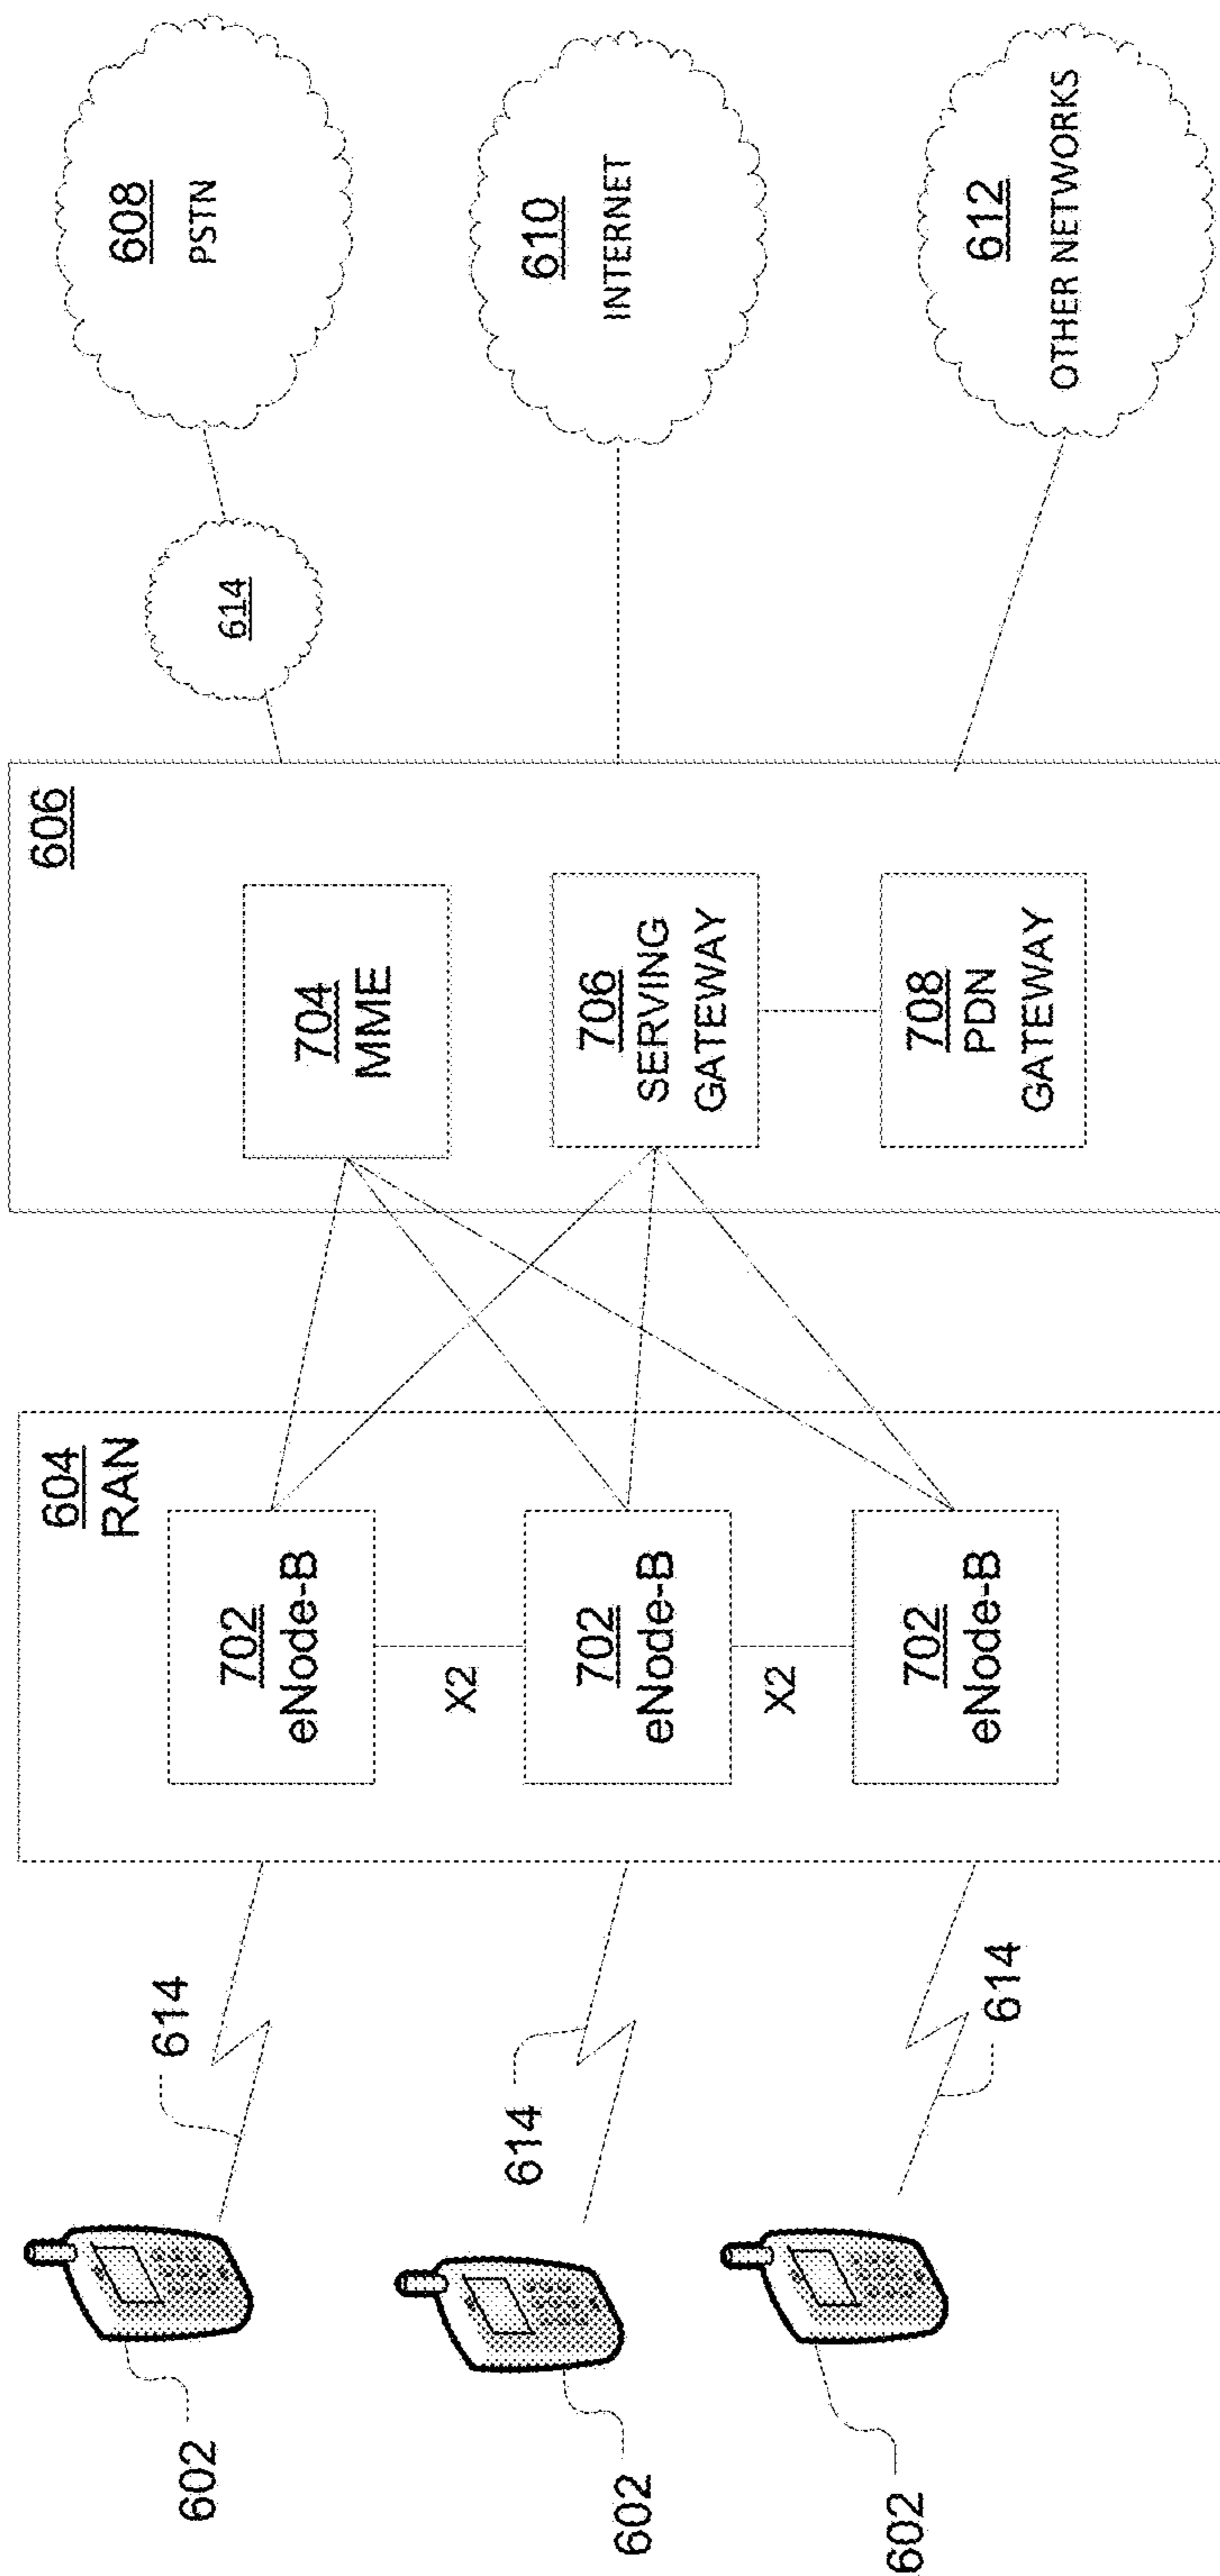 602
602
602
614
614
614
604
RAN
702
eNode-B
X2
702
eNode-B
X2
702
eNode-B
606
704
MME
706
SERVING
GATEWAY
708
PDN
GATEWAY
614
608
PSTN
610
INTERNET
612
OTHER NETWORKS